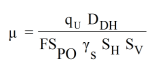 μ = q_U D_DH / FS_PO γ_s S_H S_V